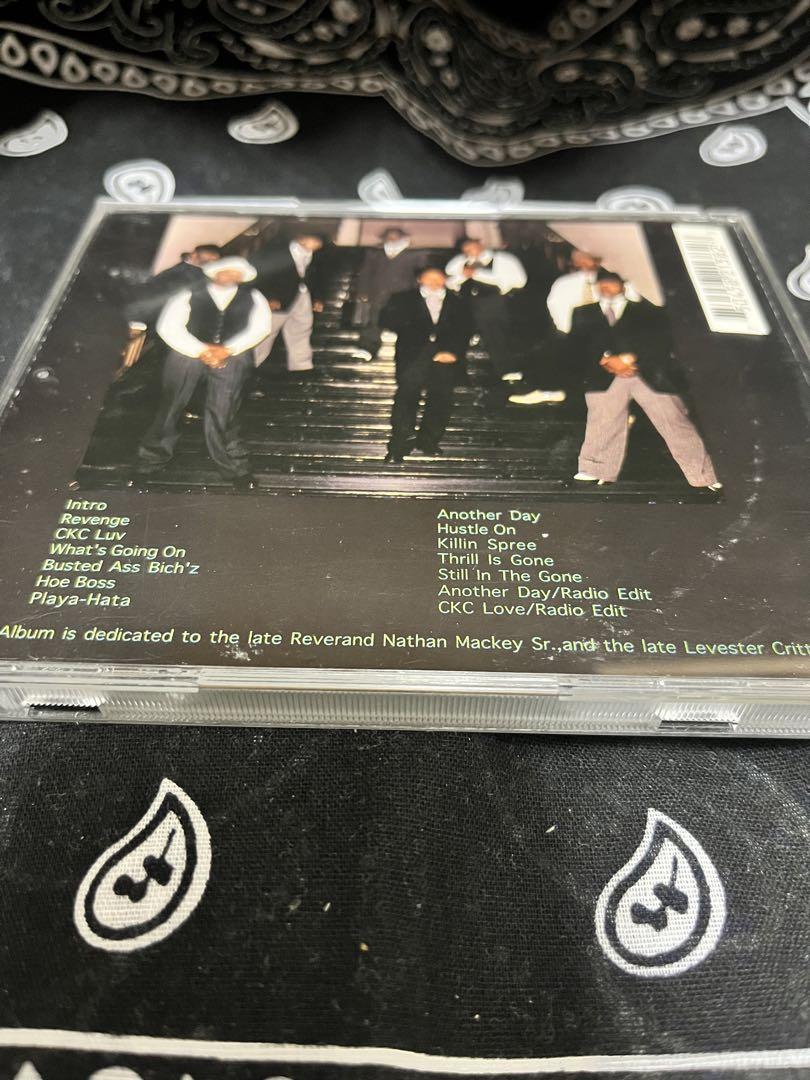 Intro
Revenge
CKC Luv
What's Going On
Busted Ass Bich'z
Hoe Boss
Playa-Hata
Another Day
Hustle On
Killin Spree
Thrill Is Gone
Still In The Gone
Another Day/Radio Edit
CKC Love/Radio Edit
Album is dedicated to the late Reverand Nathan Mackey Sr.,and the late Levester Critt